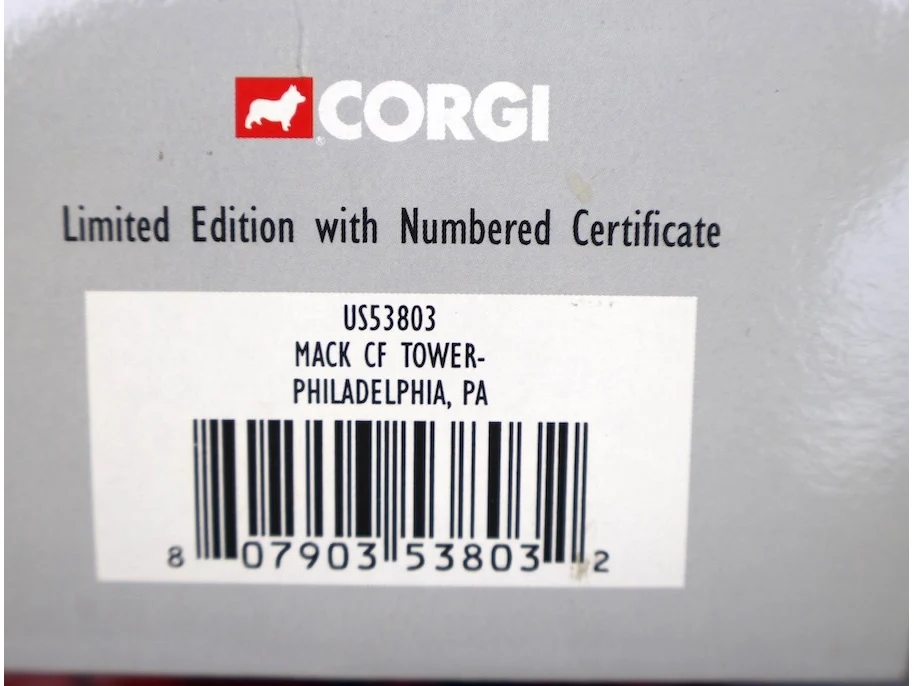 CORGI
Limited Edition with Numbered Certificate
US53803
MACK CF TOWER-
PHILADELPHIA, PA
8 07903 53803 2